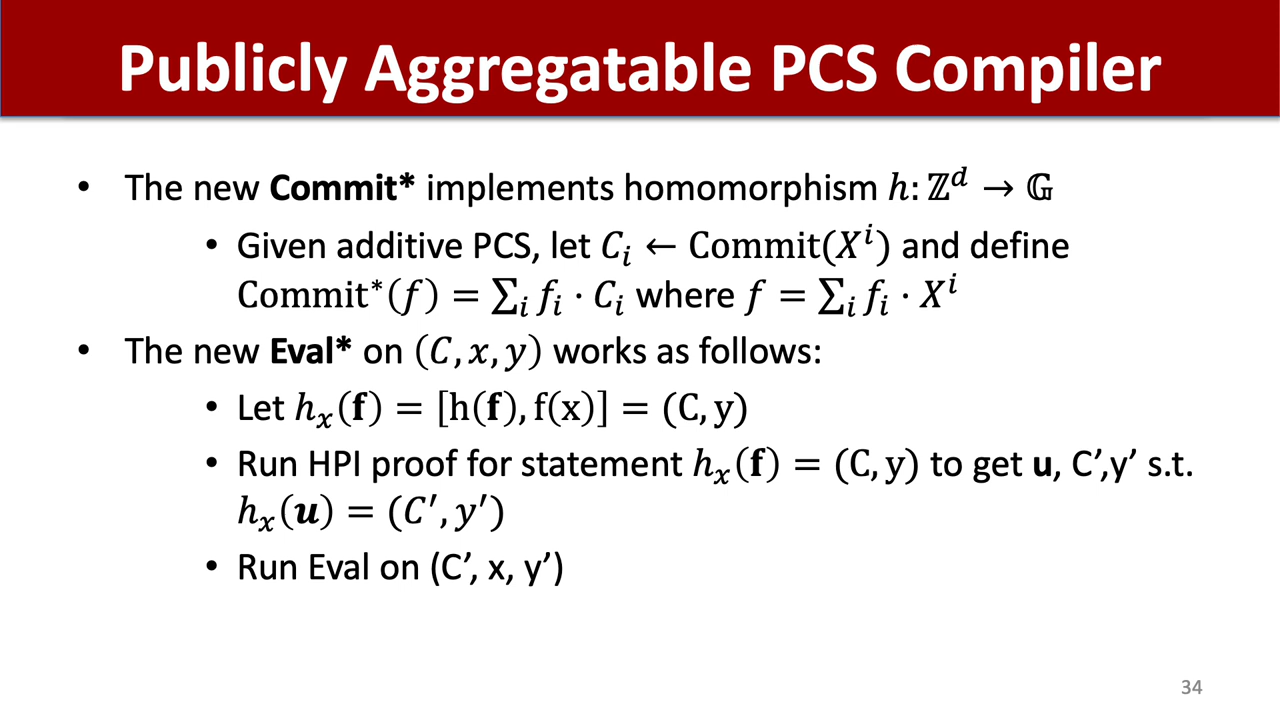 Publicly Aggregatable PCS Compiler
• The new Commit* implements homomorphism ℎ: ℤ^d → 𝔾
• Given additive PCS, let C_i ← Commit(X^i) and define
Commit*(f) = ∑_i f_i · C_i where f = ∑_i f_i · X^i
• The new Eval* on (C, x, y) works as follows:
• Let h_x(f) = [h(f), f(x)] = (C, y)
• Run HPI proof for statement h_x(f) = (C, y) to get u, C’,y’ s.t.
h_x(u) = (C′, y′)
• Run Eval on (C’, x, y’)
34